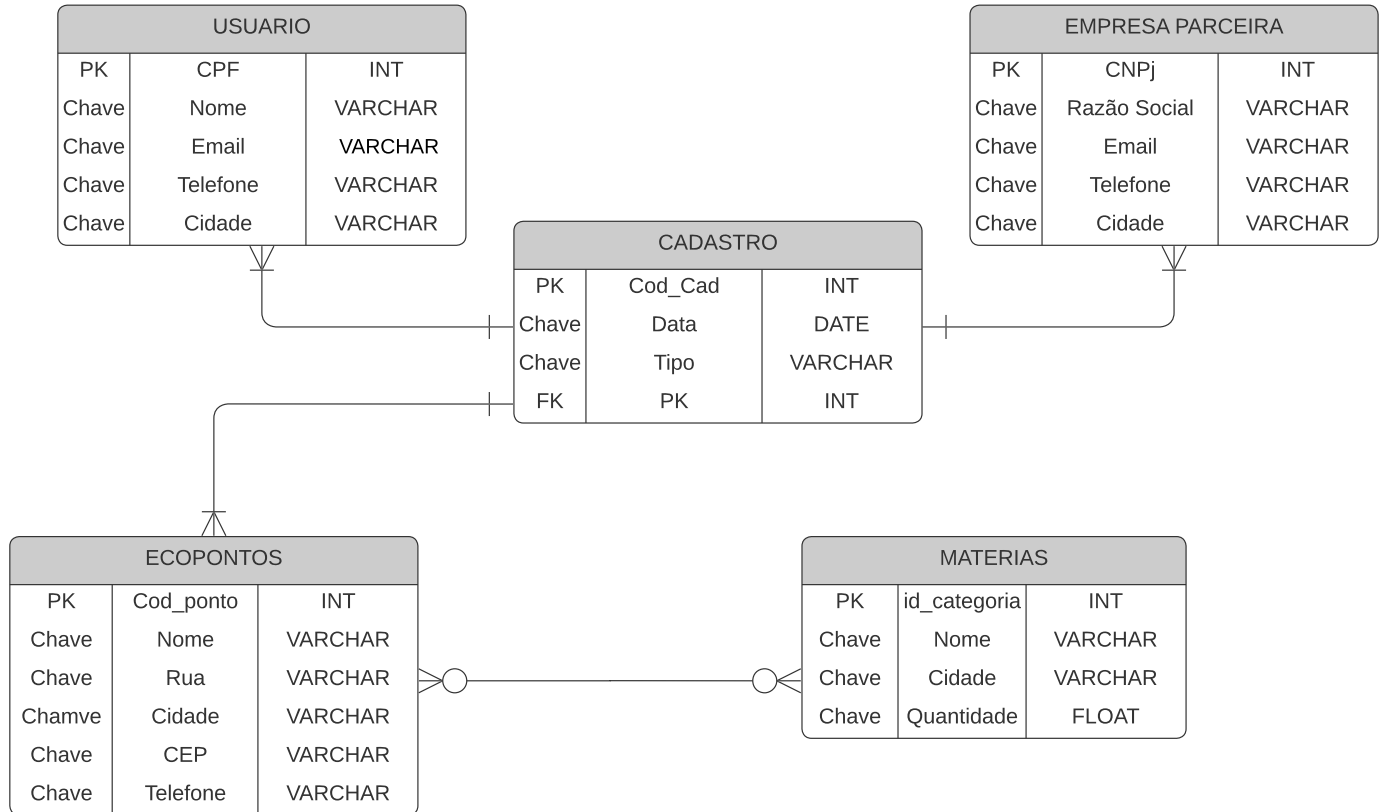 USUARIO
PK CPF INT
Chave Nome VARCHAR
Chave Email VARCHAR
Chave Telefone VARCHAR
Chave Cidade VARCHAR
EMPRESA PARCEIRA
PK CNPj INT
Chave Razão Social VARCHAR
Chave Email VARCHAR
Chave Telefone VARCHAR
Chave Cidade VARCHAR
CADASTRO
PK Cod_Cad INT
Chave Data DATE
Chave Tipo VARCHAR
FK PK INT
ECOPONTOS
PK Cod_ponto INT
Chave Nome VARCHAR
Chave Rua VARCHAR
Chamve Cidade VARCHAR
Chave CEP VARCHAR
Chave Telefone VARCHAR
MATERIAS
PK id_categoria INT
Chave Nome VARCHAR
Chave Cidade VARCHAR
Chave Quantidade FLOAT